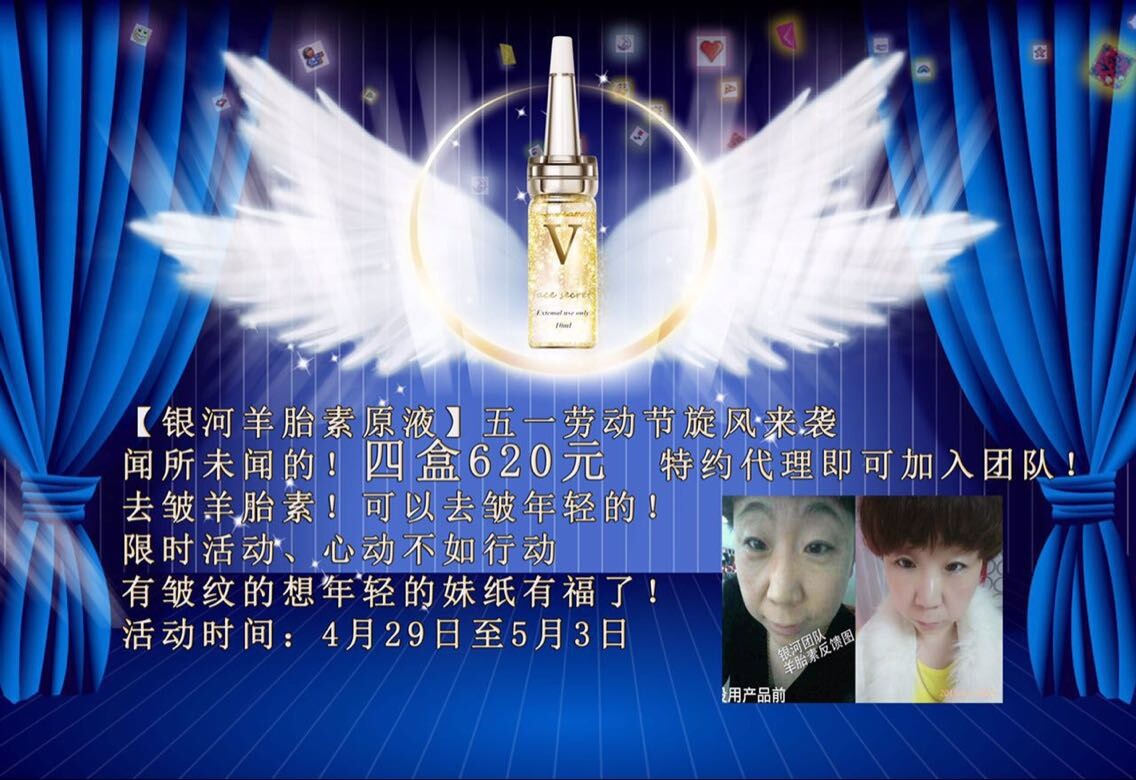 V
face secret
External use only
10ml
【银河羊胎素原液】五一劳动节旋风来袭
闻所未闻的！四盒620元 特约代理即可加入团队！
去皱羊胎素！可以去皱年轻的！
限时活动、心动不如行动
有皱纹的想年轻的妹纸有福了！
活动时间：4月29日至5月3日
银河团队
羊胎素反馈图
用产品前